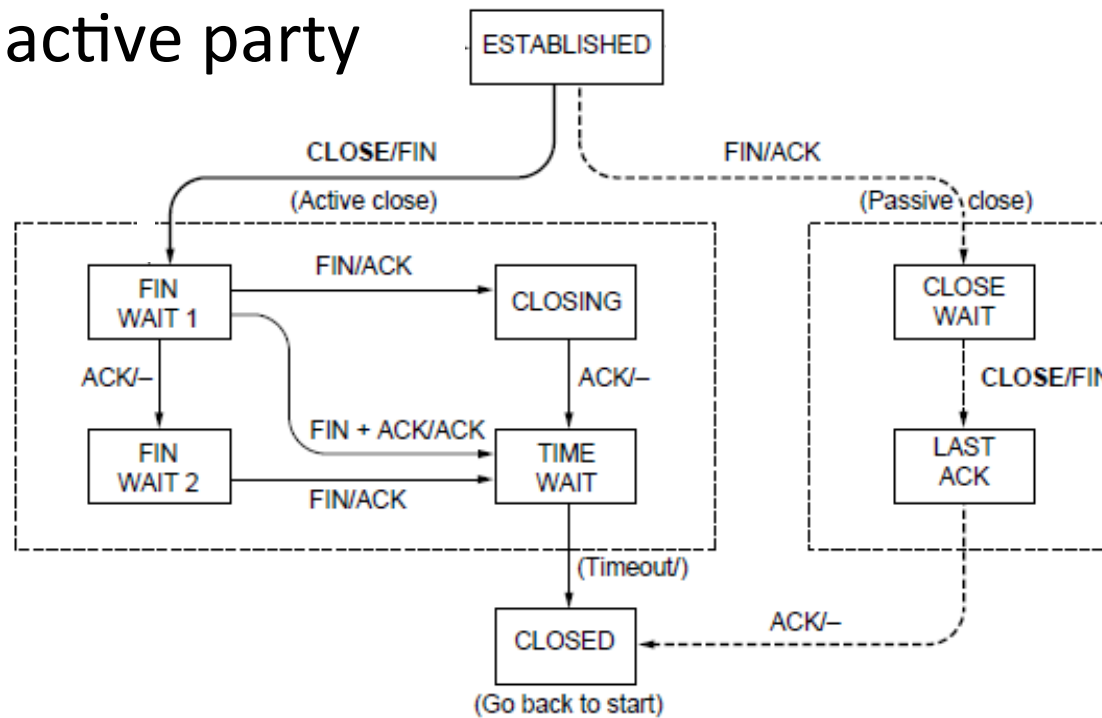 active party
ESTABLISHED
CLOSE/FIN
FIN/ACK
(Active close)
(Passive close)
FIN
WAIT 1
FIN/ACK
CLOSING
CLOSE
WAIT
ACK/–
ACK/–
CLOSE/FIN
FIN + ACK/ACK
FIN
WAIT 2
FIN/ACK
TIME
WAIT
LAST
ACK
(Timeout/)
CLOSED
ACK/–
(Go back to start)